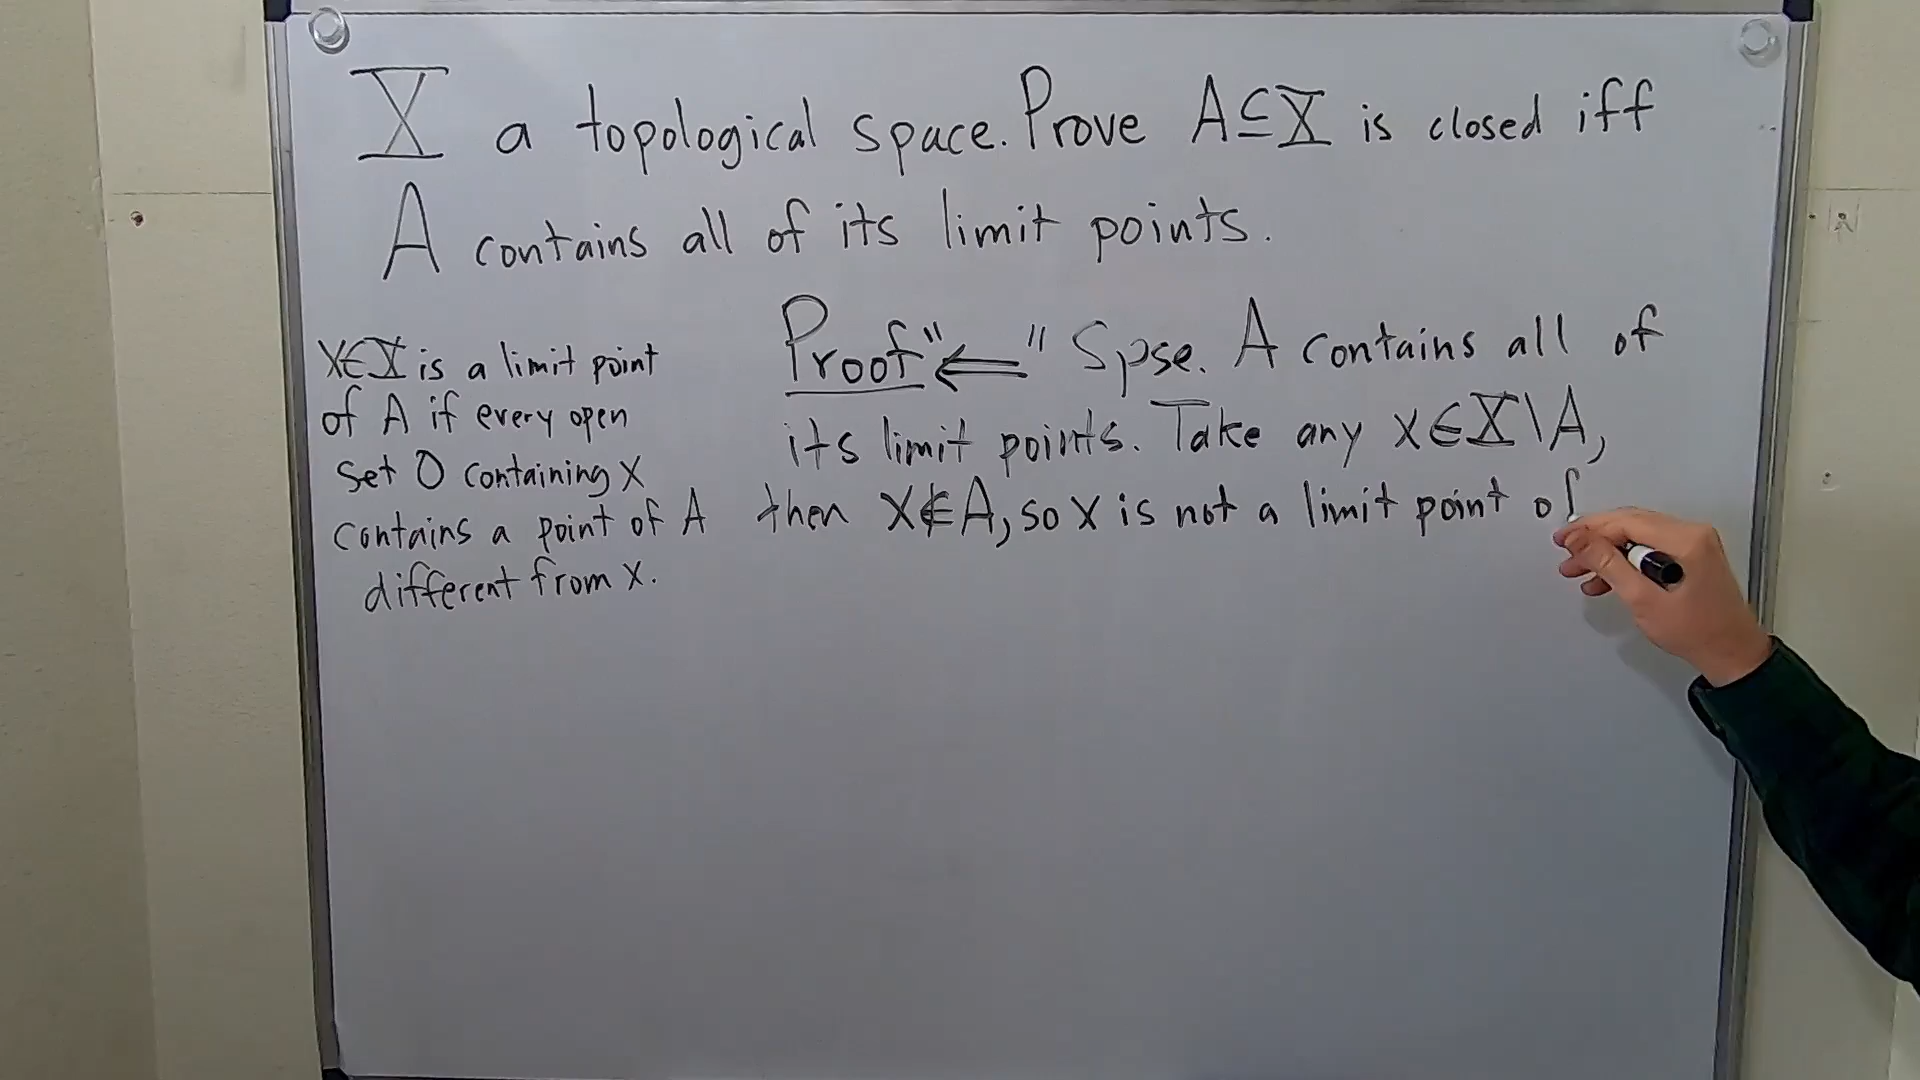 X a topological space. Prove A⊆X is closed iff
A contains all of its limit points.
x∈X is a limit point
of A if every open
set O containing x
contains a point of A
different from x.
Proof "⟸" Spse. A contains all of
its limit points. Take any x∈X\A,
then x∉A, so x is not a limit point of